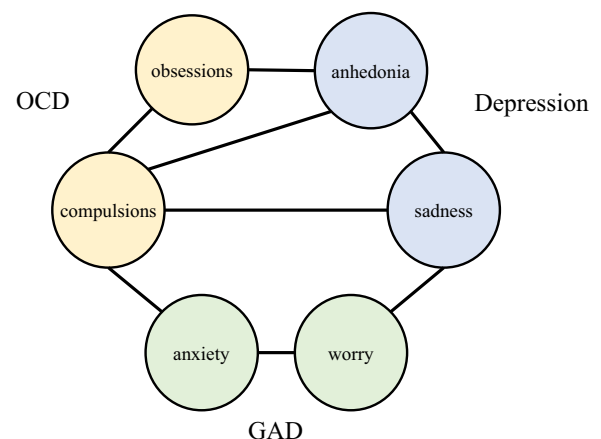 obsessions
anhedonia
OCD
Depression
compulsions
sadness
anxiety
worry
GAD